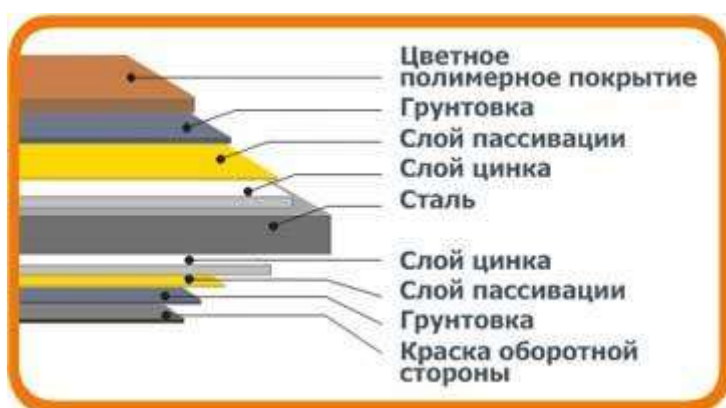 Цветное
полимерное покрытие
Грунтовка
Слой пассивации
Слой цинка
Сталь
Слой цинка
Слой пассивации
Грунтовка
Краска оборотной
стороны